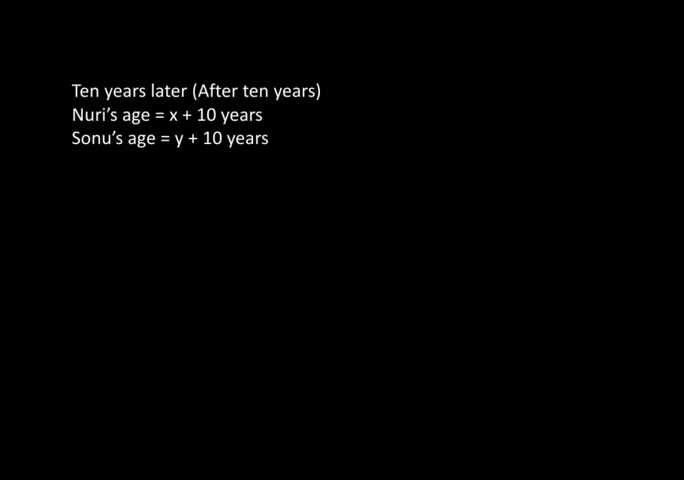 Ten years later (After ten years)
Nuri’s age = x + 10 years
Sonu’s age = y + 10 years